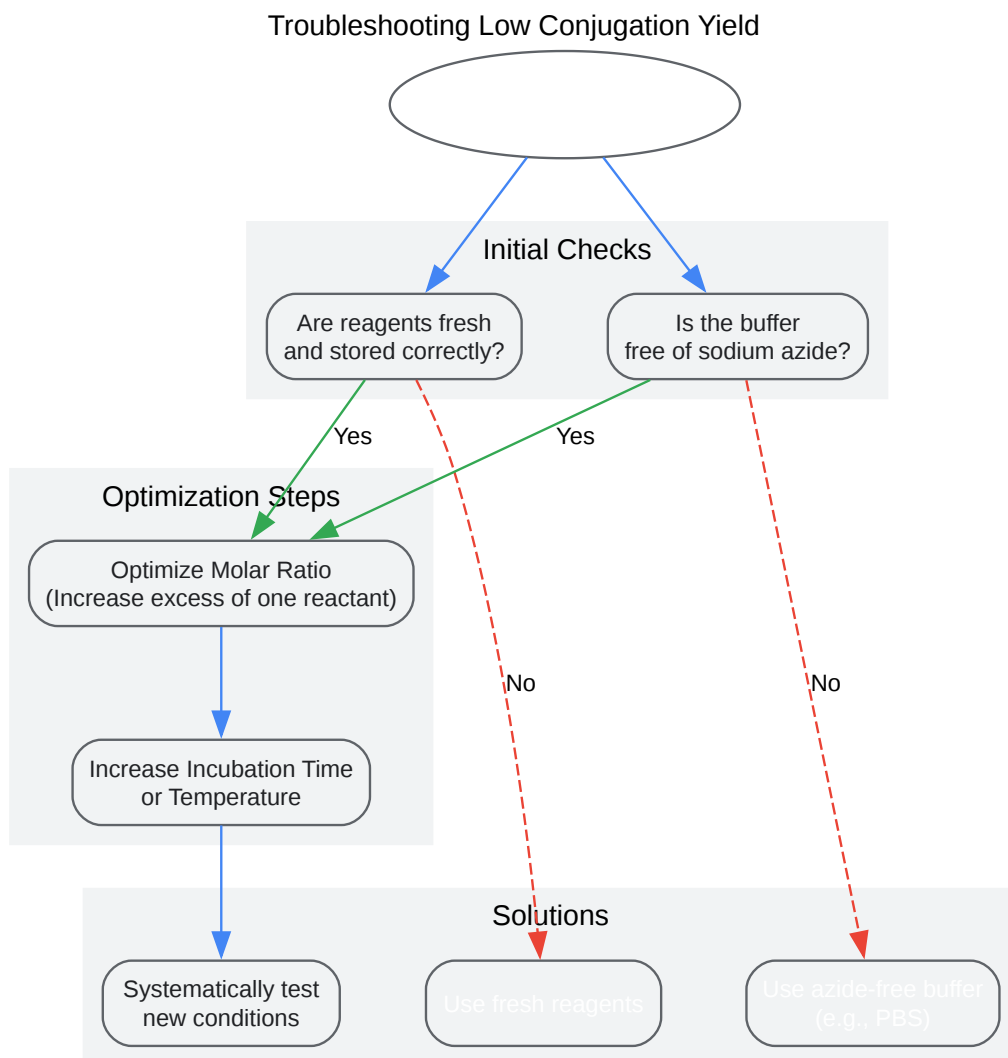 Troubleshooting Low Conjugation Yield
Initial Checks
Are reagents fresh
and stored correctly?
Is the buffer
free of sodium azide?
Yes
Yes
Optimization Steps
Optimize Molar Ratio
(Increase excess of one reactant)
No
No
Increase Incubation Time
or Temperature
Solutions
Systematically test
new conditions
Use fresh reagents
Use azide-free buffer
(e.g., PBS)